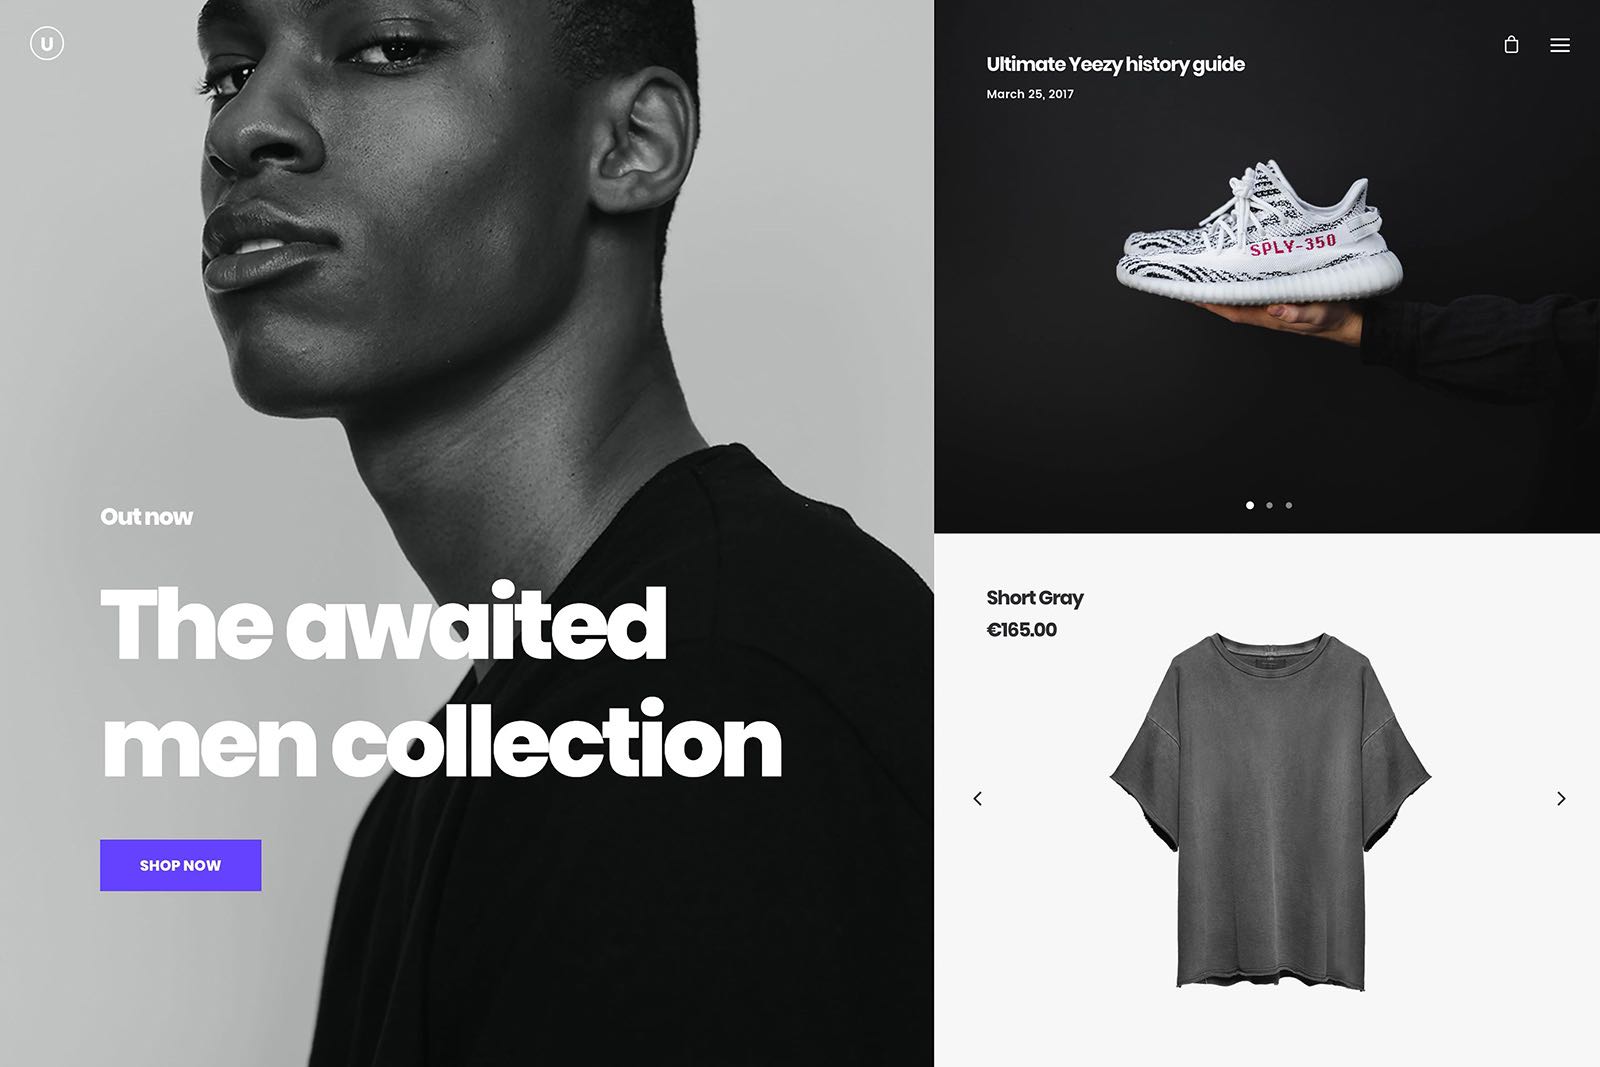 U
Out now
The awaited
men collection
SHOP NOW
Ultimate Yeezy history guide
March 25, 2017
SPLY-350
Short Gray
€165.00